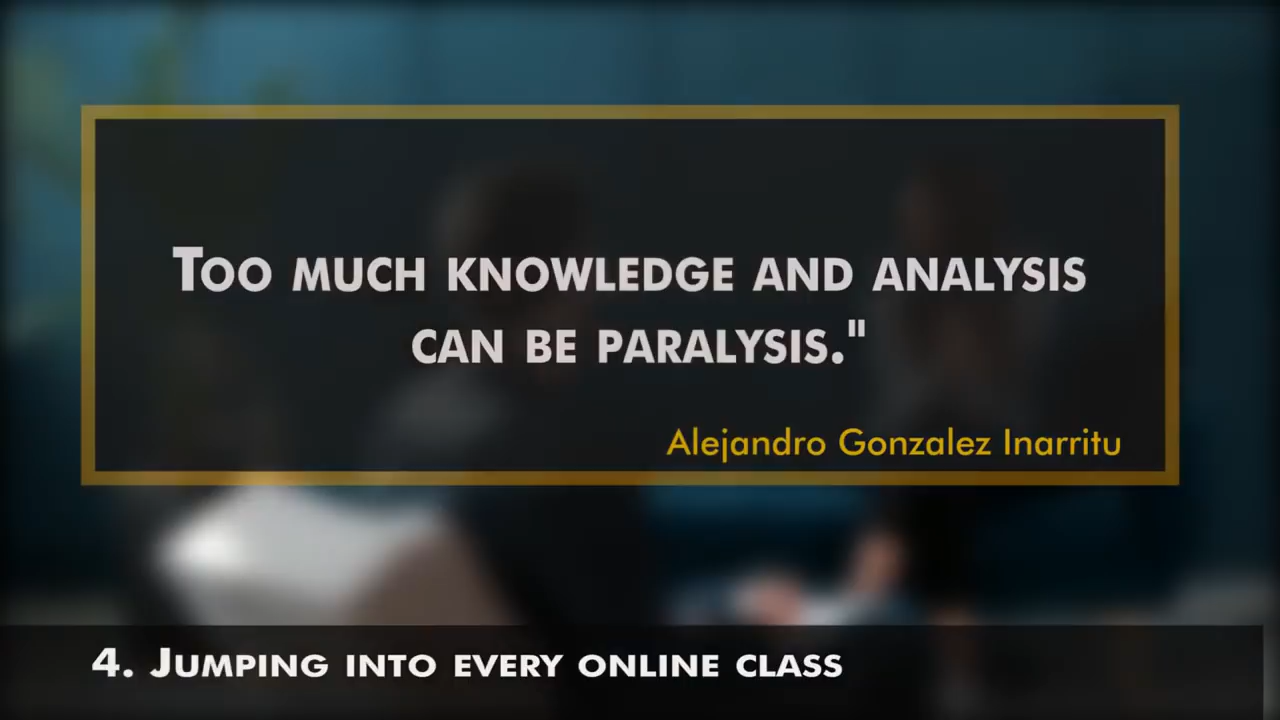 Too much knowledge and analysis
can be paralysis."
Alejandro Gonzalez Inarritu
4. Jumping into every online class